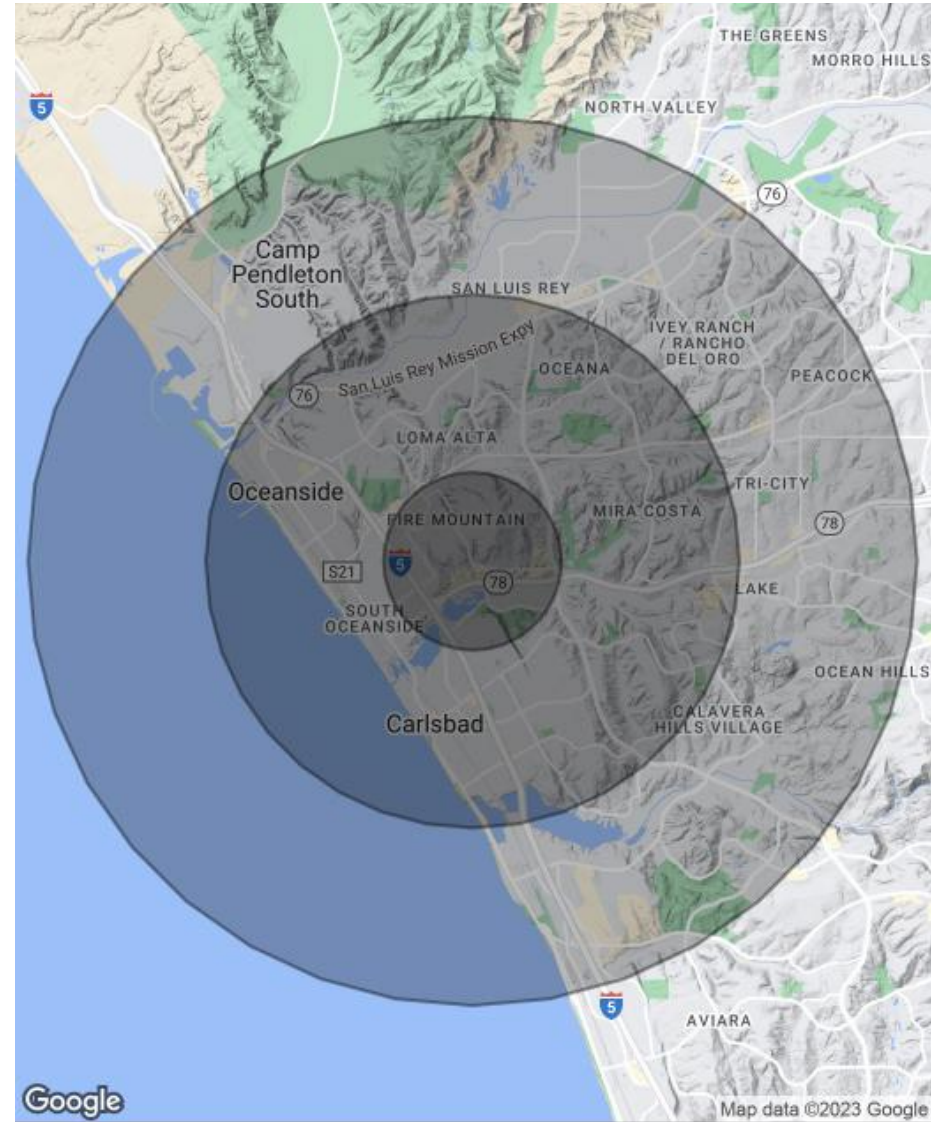 THE GREENS
MORRO HILLS
5
NORTH VALLEY
76
Camp
Pendleton
South
SAN LUIS REY
IVEY RANCH
/ RANCHO
DEL ORO
San Luis Rey Mission Expy
OCEANA
PEACOCK
76
LOMA ALTA
TRI-CITY
Oceanside
FIRE MOUNTAIN
MIRA COSTA
78
5
S21
78
LAKE
SOUTH
OCEANSIDE
OCEAN HILLS
Carlsbad
CALAVERA
HILLS VILLAGE
5
AVIARA
Google
Map data ©2023 Google